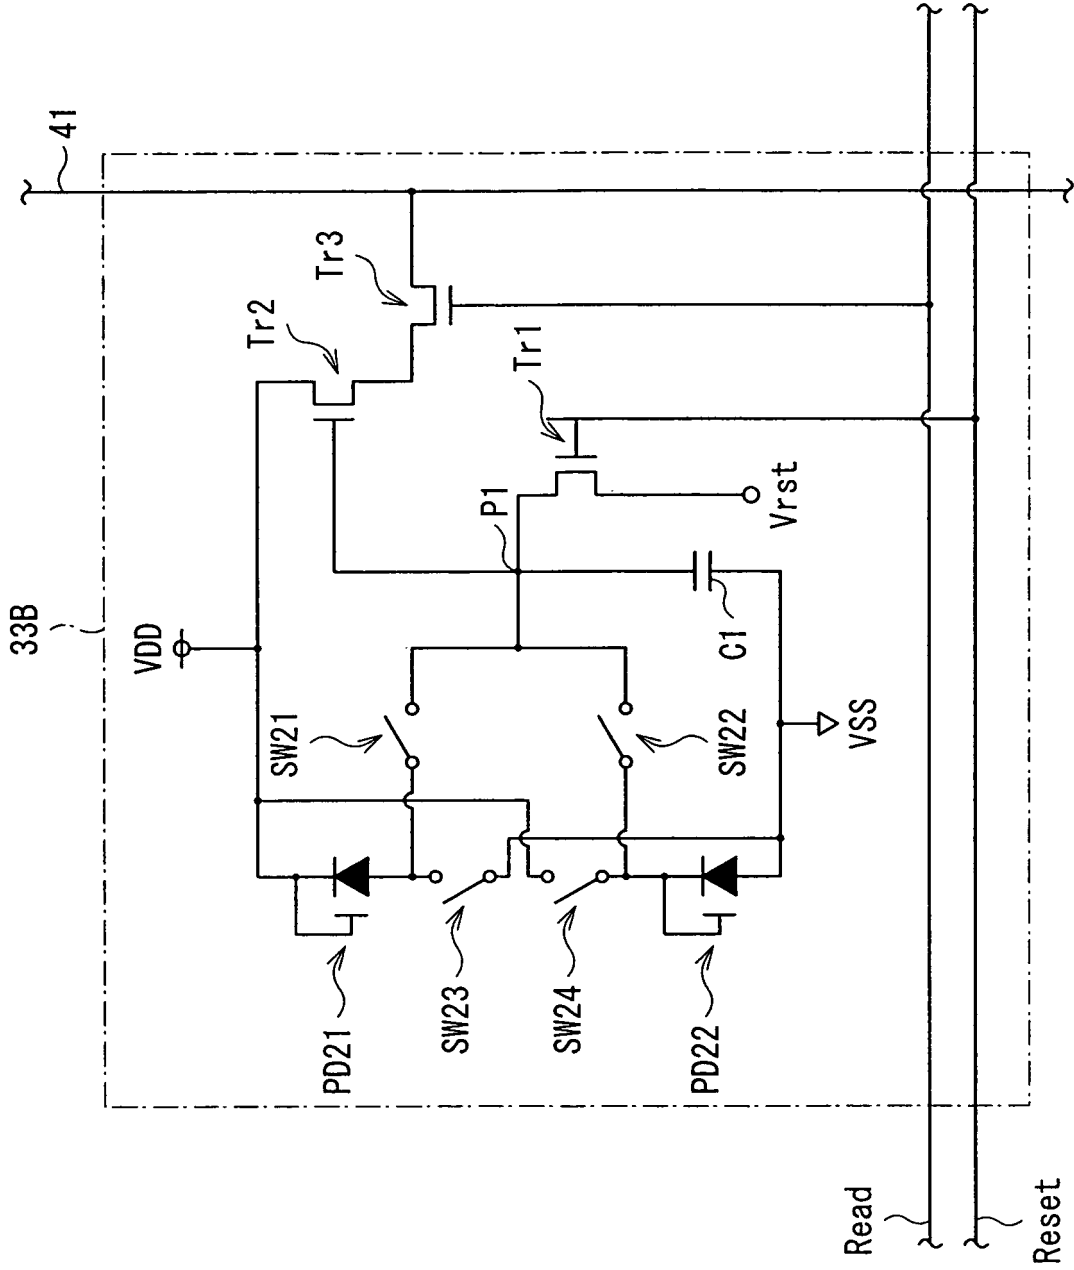 33B
41
VDD
Tr2
Tr3
Tr1
P1
Vrst
SW21
SW22
C1
VSS
PD21
SW23
SW24
PD22
Read
Reset